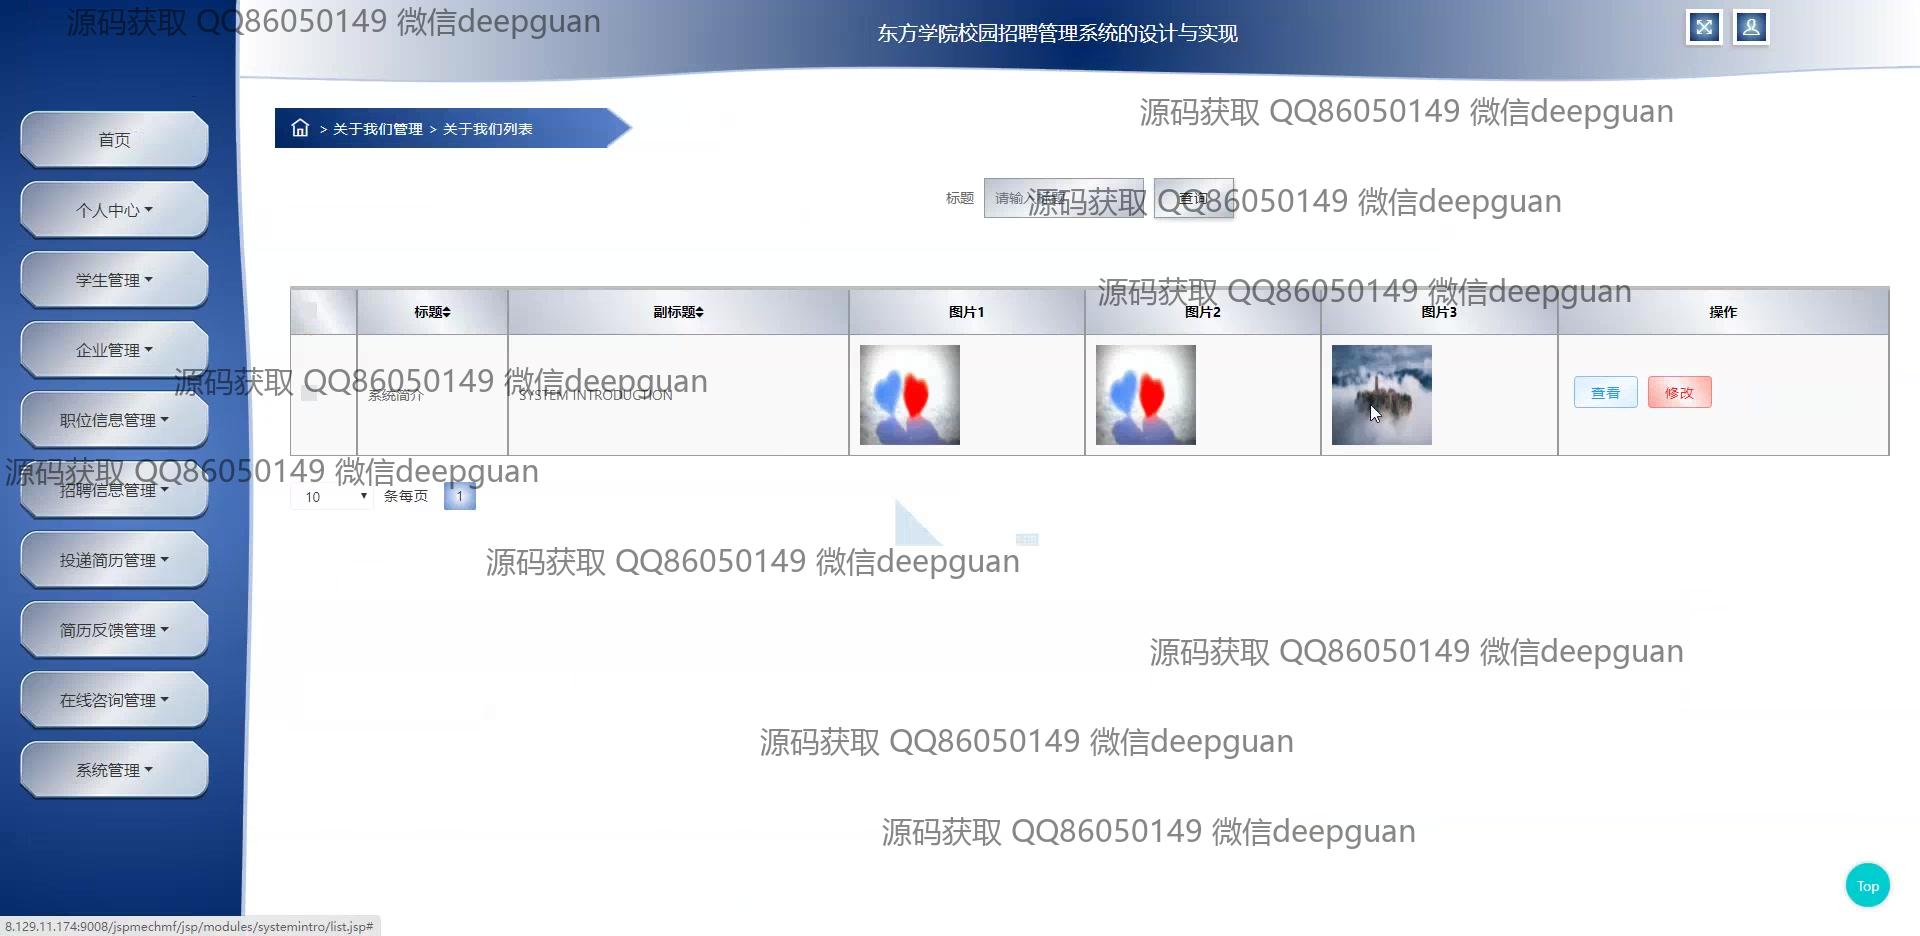 源码获取 QQ86050149 微信deepguan
东方学院校园招聘管理系统的设计与实现
首页
个人中心
学生管理
企业管理
职位信息管理
招聘信息管理
投递简历管理
简历反馈管理
在线咨询管理
系统管理
> 关于我们管理 > 关于我们列表
源码获取 QQ86050149 微信deepguan
标题 请输入标题 查询
源码获取 QQ86050149 微信deepguan
源码获取 QQ86050149 微信deepguan
标题 副标题 图片1 图片2 图片3 操作
源码获取 QQ86050149 微信deepguan
系统简介 SYSTEM INTRODUCTION 查看 修改
源码获取 QQ86050149 微信deepguan
10 条每页 1
源码获取 QQ86050149 微信deepguan
源码获取 QQ86050149 微信deepguan
源码获取 QQ86050149 微信deepguan
源码获取 QQ86050149 微信deepguan
Top
8.129.11.174:9008/jspmechmf/jsp/modules/systemintro/list.jsp#